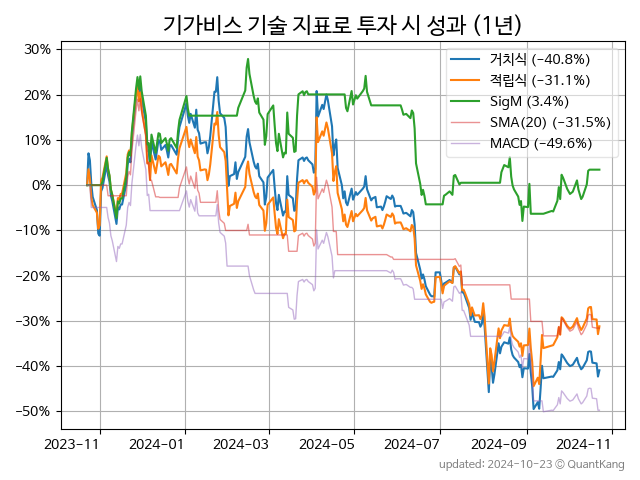 기가비스 기술 지표로 투자 시 성과 (1년)
30%
20%
10%
0%
−10%
−20%
−30%
−40%
−50%
거치식 (−40.8%)
적립식 (−31.1%)
SigM (3.4%)
SMA(20) (−31.5%)
MACD (−49.6%)
2023-11
2024-01
2024-03
2024-05
2024-07
2024-09
2024-11
updated: 2024-10-23 ⓒ QuantKang